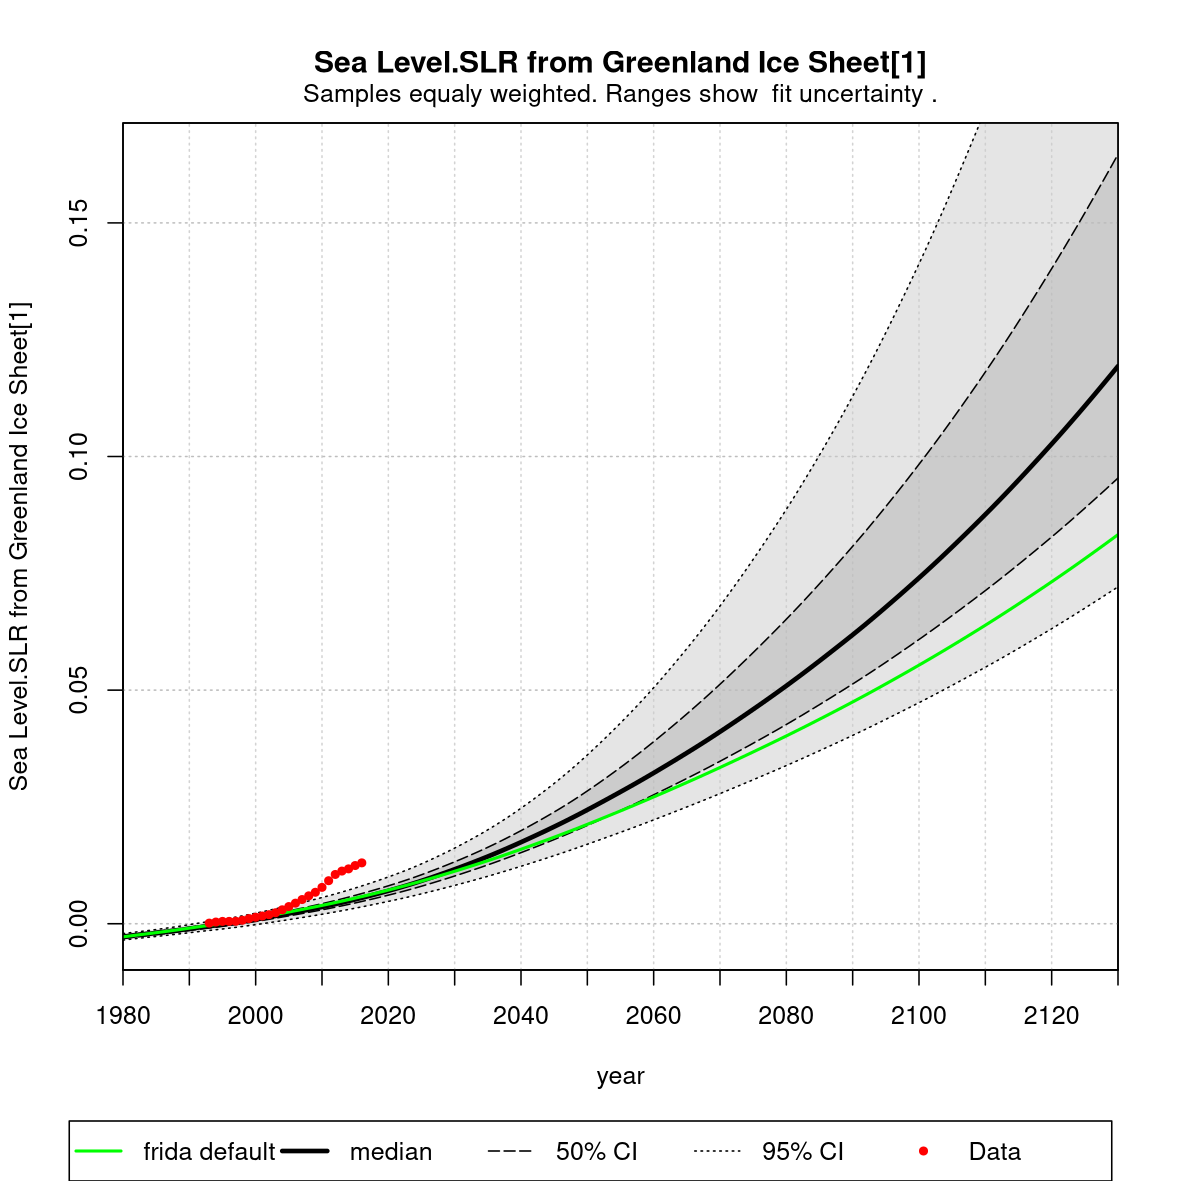 Sea Level.SLR from Greenland Ice Sheet[1]
Samples equaly weighted. Ranges show  fit uncertainty .
Sea Level.SLR from Greenland Ice Sheet[1]
0.15
0.10
0.05
0.00
1980 2000 2020 2040 2060 2080 2100 2120
year
frida default median 50% CI 95% CI Data